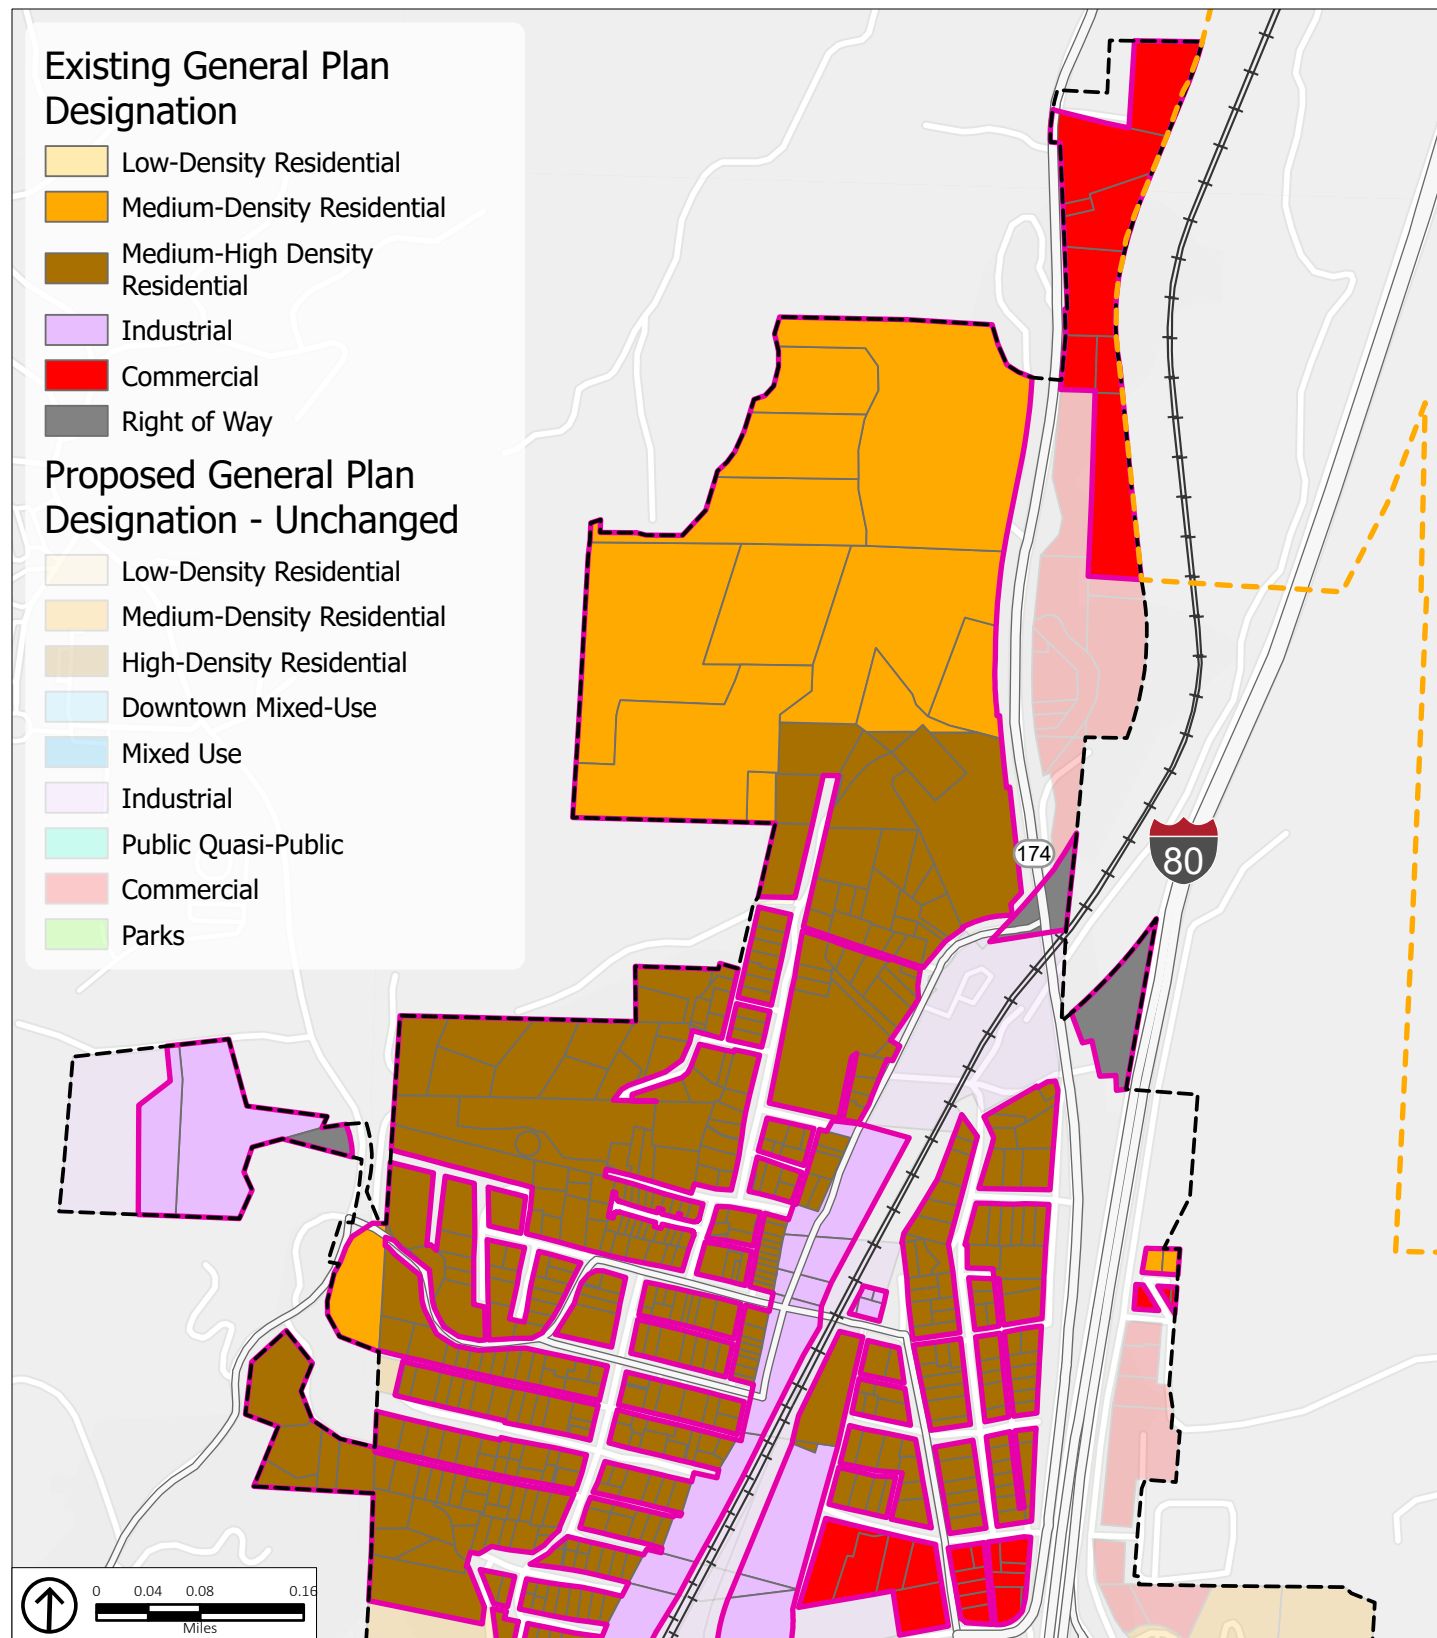 Existing General Plan
Designation
Low-Density Residential
Medium-Density Residential
Medium-High Density
Residential
Industrial
Commercial
Right of Way
Proposed General Plan
Designation - Unchanged
Low-Density Residential
Medium-Density Residential
High-Density Residential
Downtown Mixed-Use
Mixed Use
Industrial
Public Quasi-Public
Commercial
Parks
174
80
0 0.04 0.08 0.16
Miles